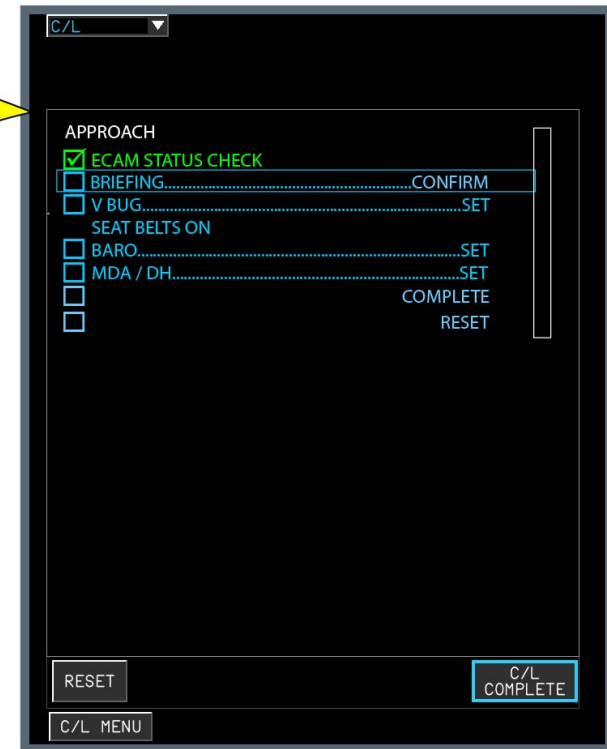 C/L
APPROACH
ECAM STATUS CHECK
BRIEFING............................................................CONFIRM
V BUG..............................................................................SET
SEAT BELTS ON
BARO...............................................................................SET
MDA / DH......................................................................SET
COMPLETE
RESET
RESET
C/L
COMPLETE
C/L MENU